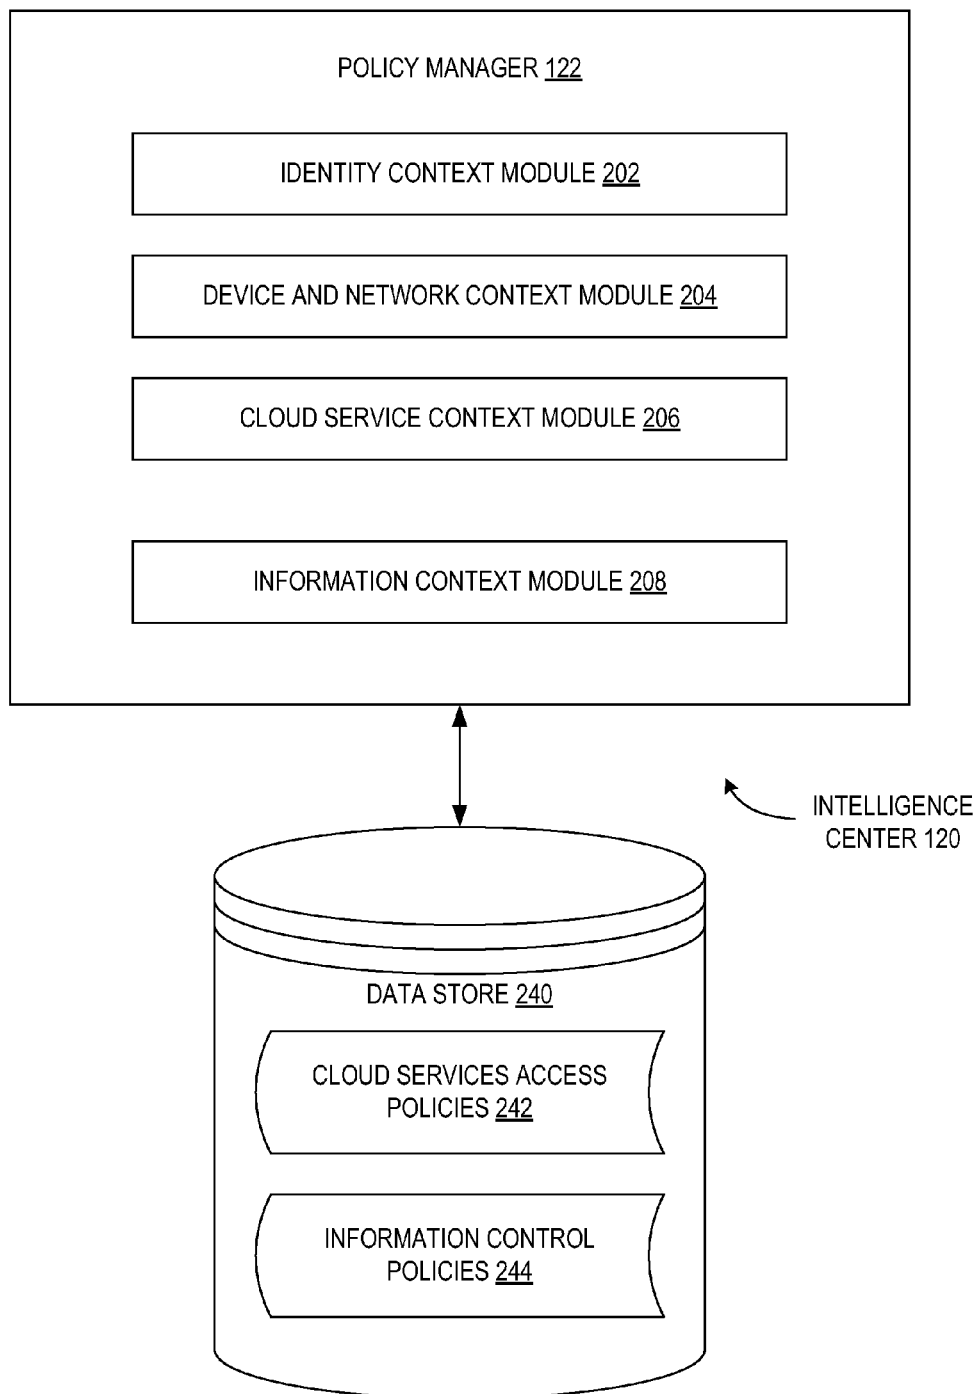 POLICY MANAGER 122
IDENTITY CONTEXT MODULE 202
DEVICE AND NETWORK CONTEXT MODULE 204
CLOUD SERVICE CONTEXT MODULE 206
INFORMATION CONTEXT MODULE 208
INTELLIGENCE
CENTER 120
DATA STORE 240
CLOUD SERVICES ACCESS
POLICIES 242
INFORMATION CONTROL
POLICIES 244